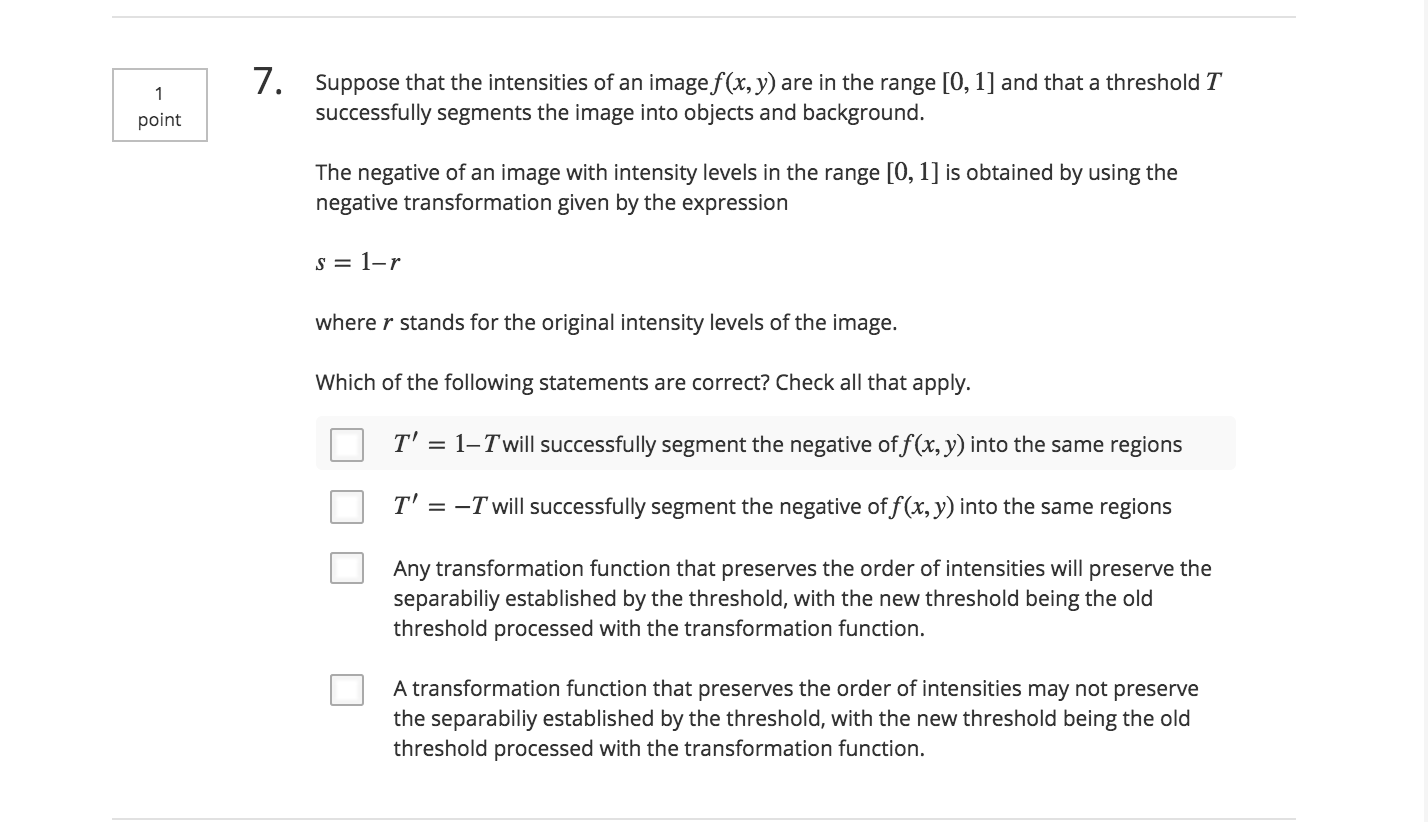 1
point
7.
Suppose that the intensities of an image f(x, y) are in the range [0, 1] and that a threshold T
successfully segments the image into objects and background.
The negative of an image with intensity levels in the range [0, 1] is obtained by using the
negative transformation given by the expression
s = 1–r
where r stands for the original intensity levels of the image.
Which of the following statements are correct? Check all that apply.
T′ = 1–T will successfully segment the negative of f(x, y) into the same regions
T′ = −T will successfully segment the negative of f(x, y) into the same regions
Any transformation function that preserves the order of intensities will preserve the
separabiliy established by the threshold, with the new threshold being the old
threshold processed with the transformation function.
A transformation function that preserves the order of intensities may not preserve
the separabiliy established by the threshold, with the new threshold being the old
threshold processed with the transformation function.